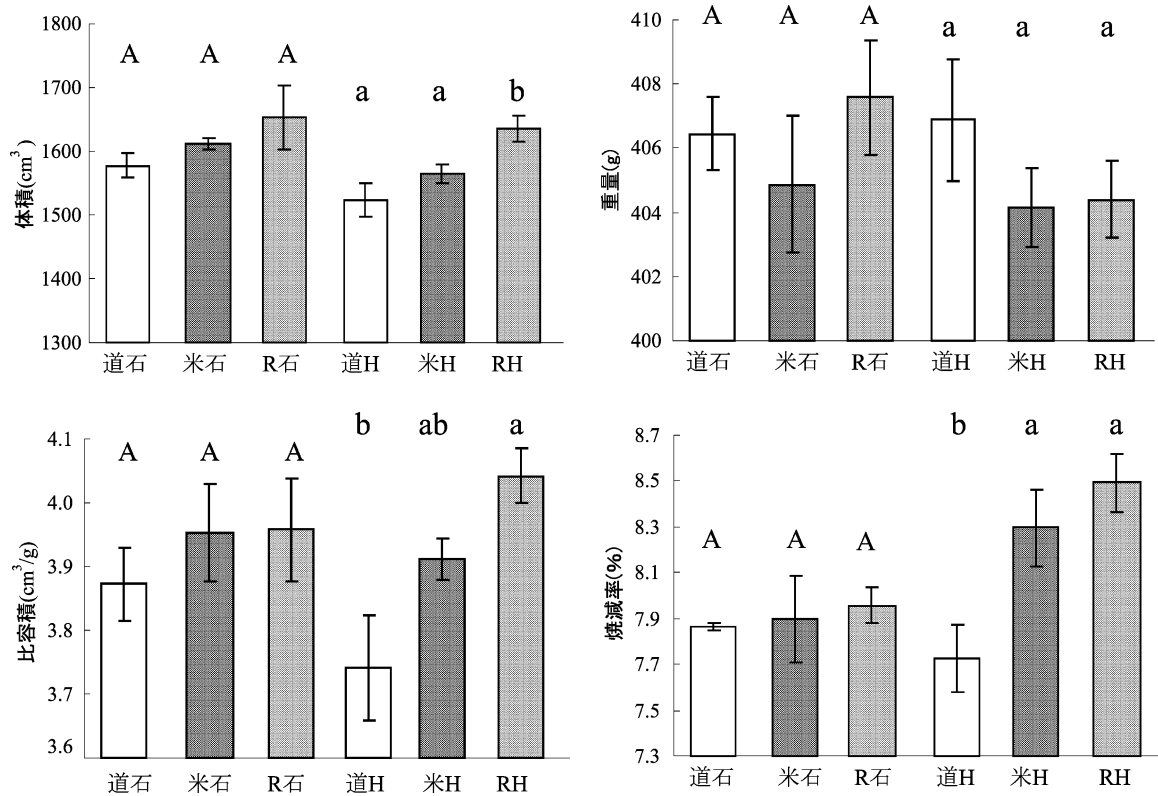 体積(cm³)
1800
1700
1600
1500
1400
1300
A A A a a b
道石 米石 R石 道H 米H RH
重量(g)
410
408
406
404
402
400
A A A a a a
道石 米石 R石 道H 米H RH
比容積(cm³/g)
4.1
4.0
3.9
3.8
3.7
3.6
A A A b ab a
道石 米石 R石 道H 米H RH
焼減率(%)
8.7
8.5
8.3
8.1
7.9
7.7
7.5
7.3
A A A b a a
道石 米石 R石 道H 米H RH